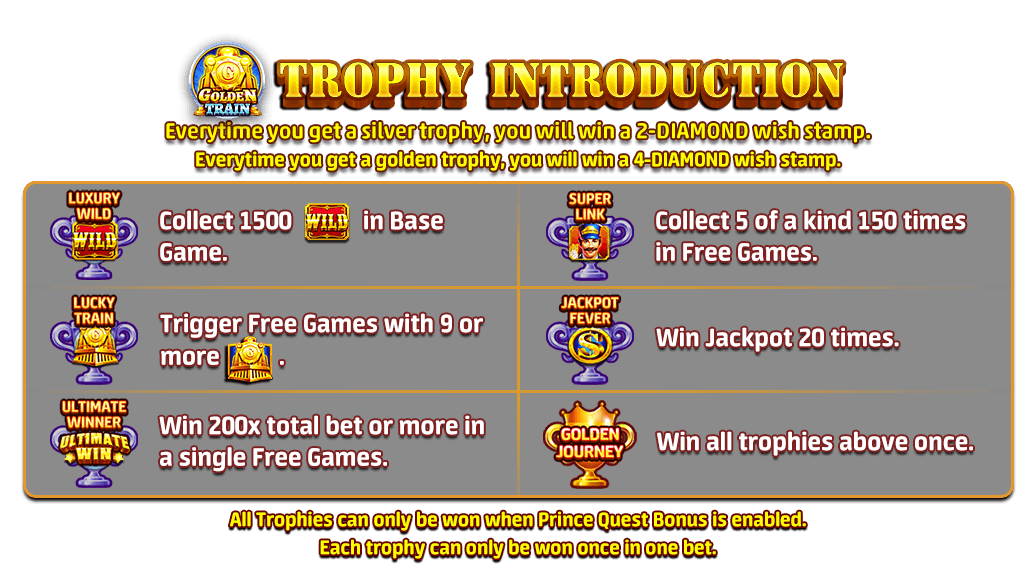 GOLDEN
TRAIN
TROPHY INTRODUCTION
Everytime you get a silver trophy, you will win a 2-DIAMOND wish stamp.
Everytime you get a golden trophy, you will win a 4-DIAMOND wish stamp.
LUXURY
WILD
WILD
Collect 1500 WILD in Base
Game.
SUPER
LINK
Collect 5 of a kind 150 times
in Free Games.
LUCKY
TRAIN
Trigger Free Games with 9 or
more .
JACKPOT
FEVER
Win Jackpot 20 times.
ULTIMATE
WINNER
ULTIMATE
WIN
Win 200x total bet or more in
a single Free Games.
GOLDEN
JOURNEY
Win all trophies above once.
All Trophies can only be won when Prince Quest Bonus is enabled.
Each trophy can only be won once in one bet.